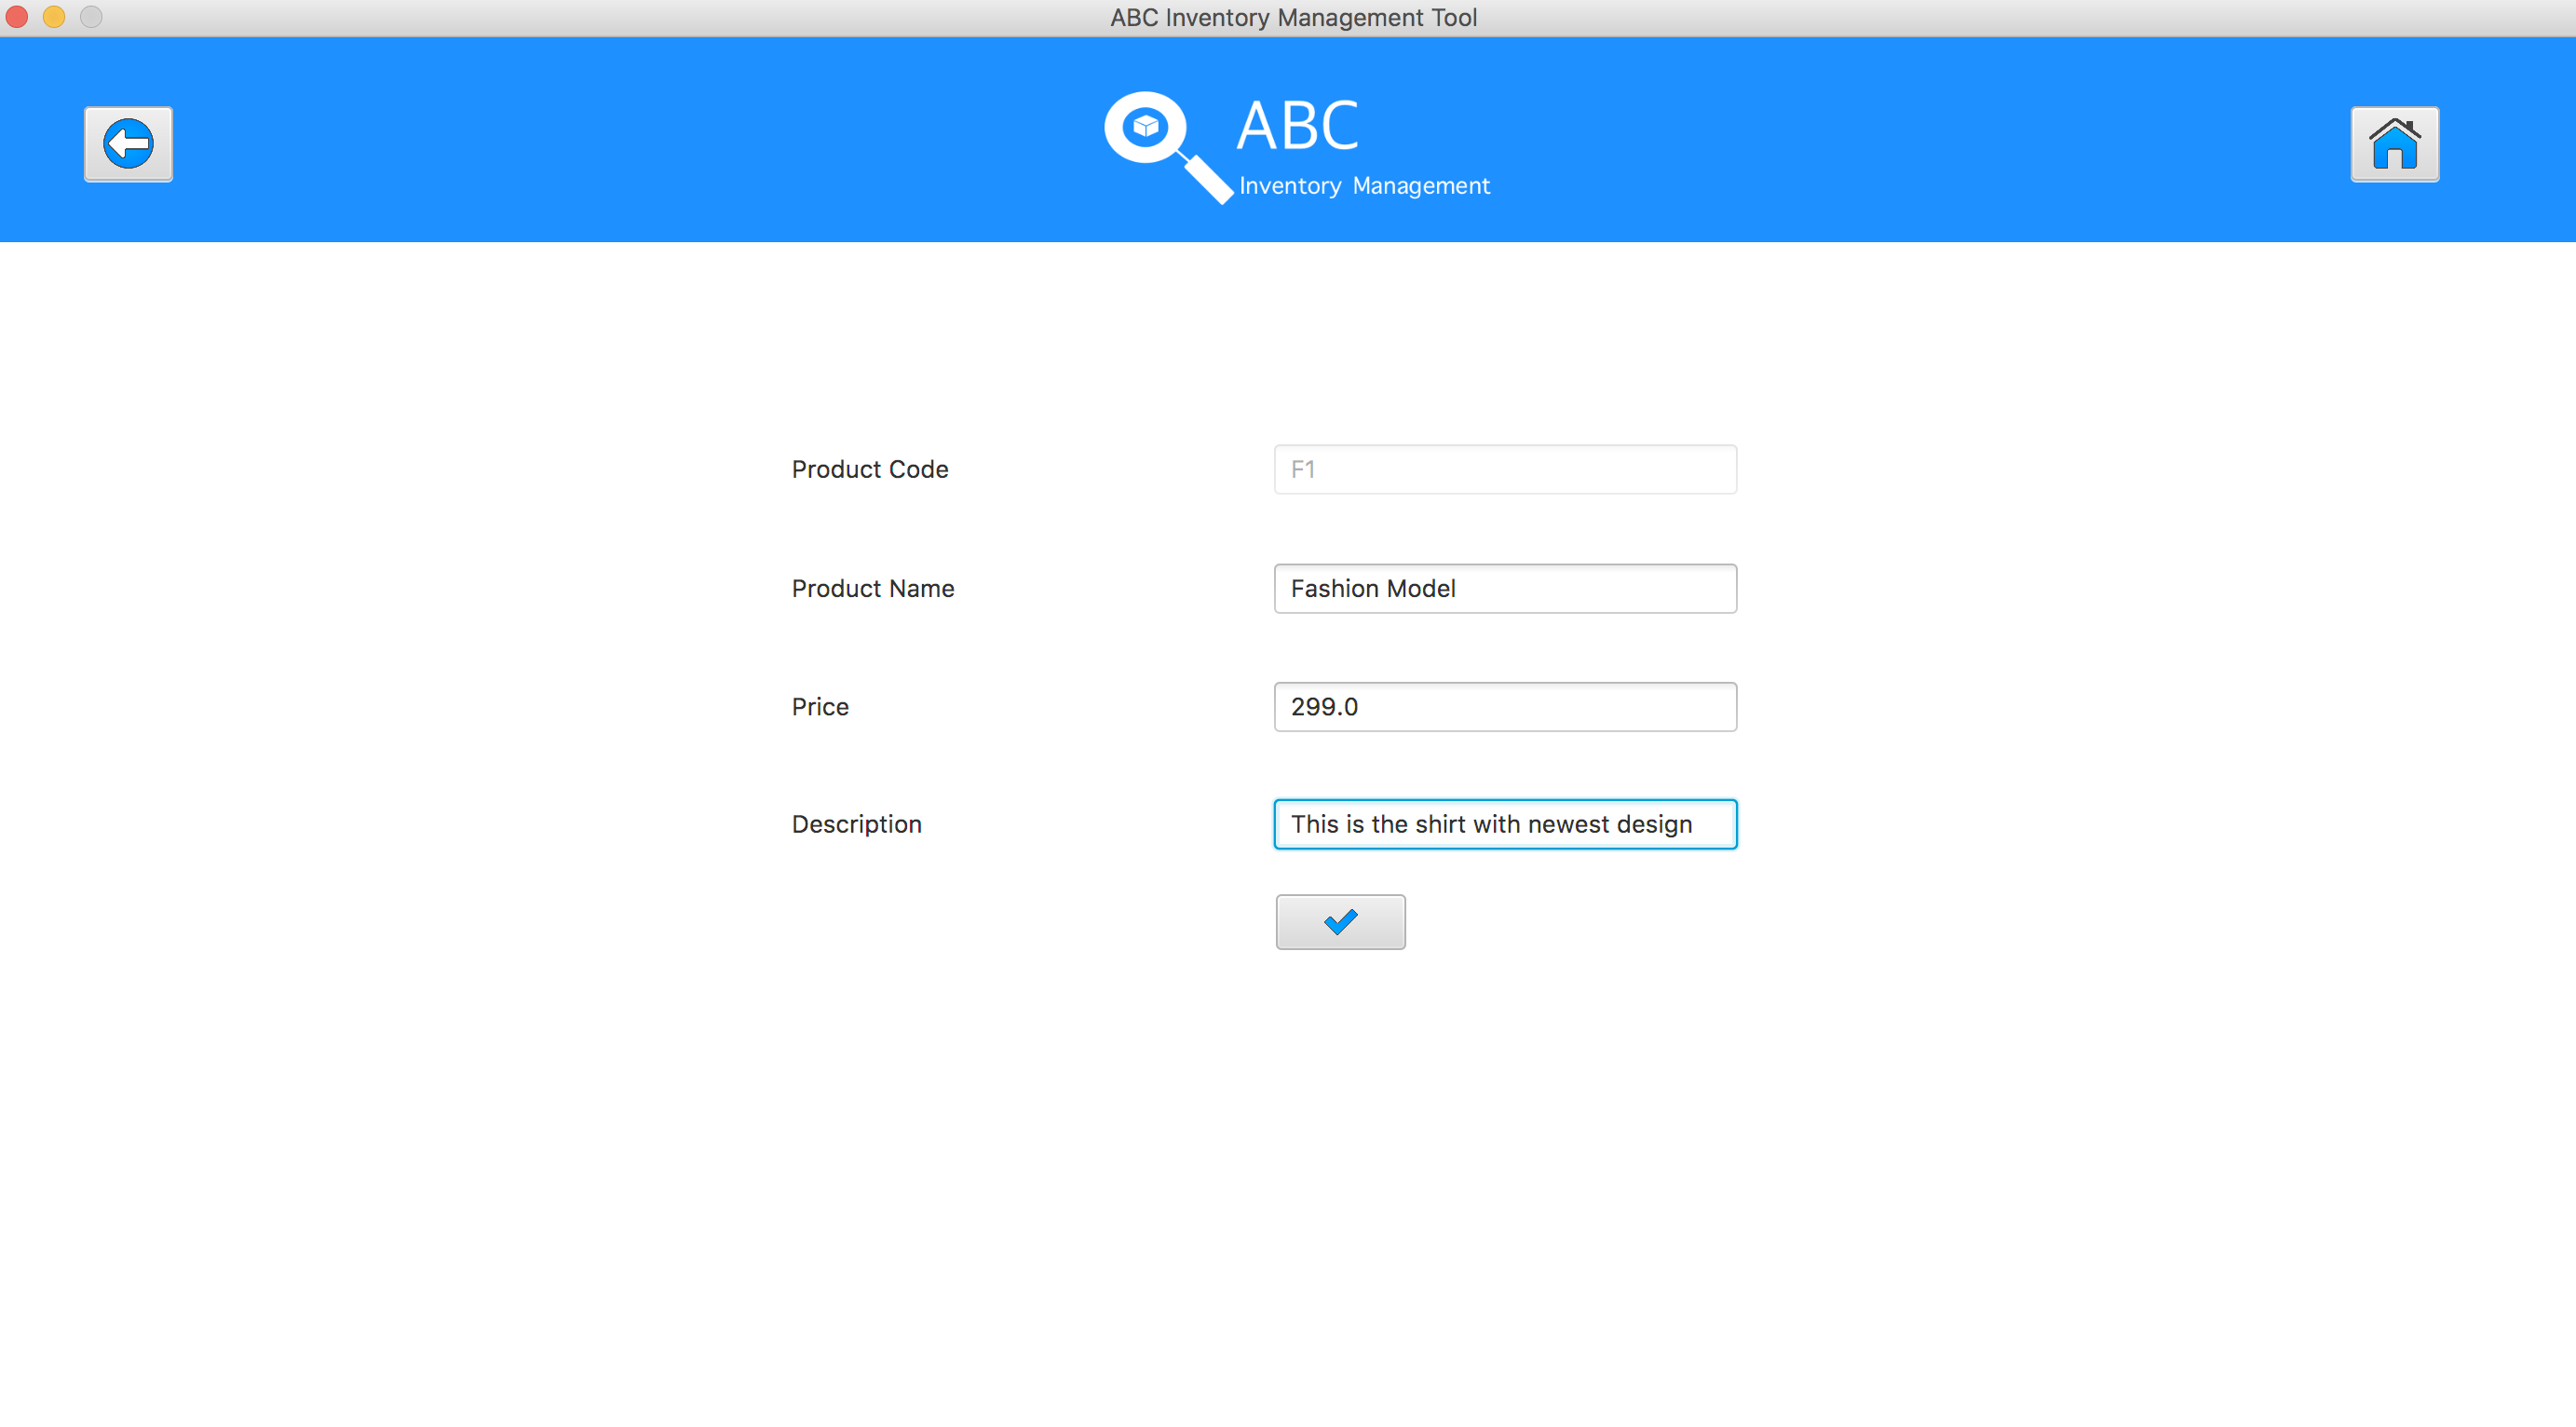 ABC Inventory Management Tool
ABC
Inventory Management
Product Code
F1
Product Name
Fashion Model
Price
299.0
Description
This is the shirt with newest design